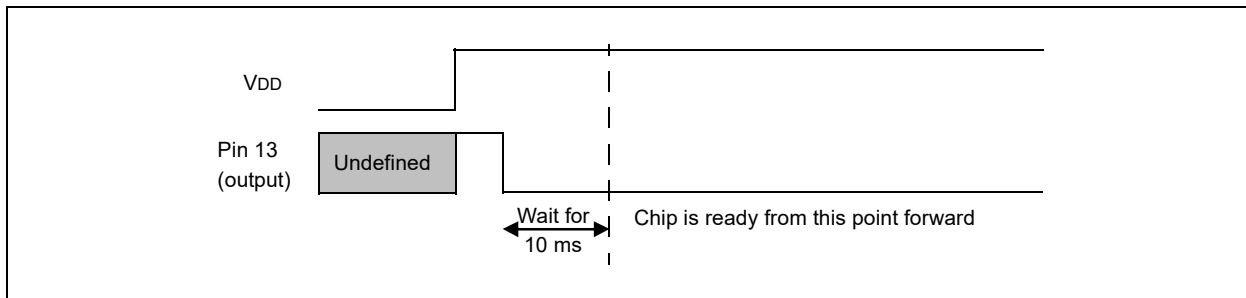 VDD
Pin 13
(output)
Undefined
Wait for
10 ms
Chip is ready from this point forward